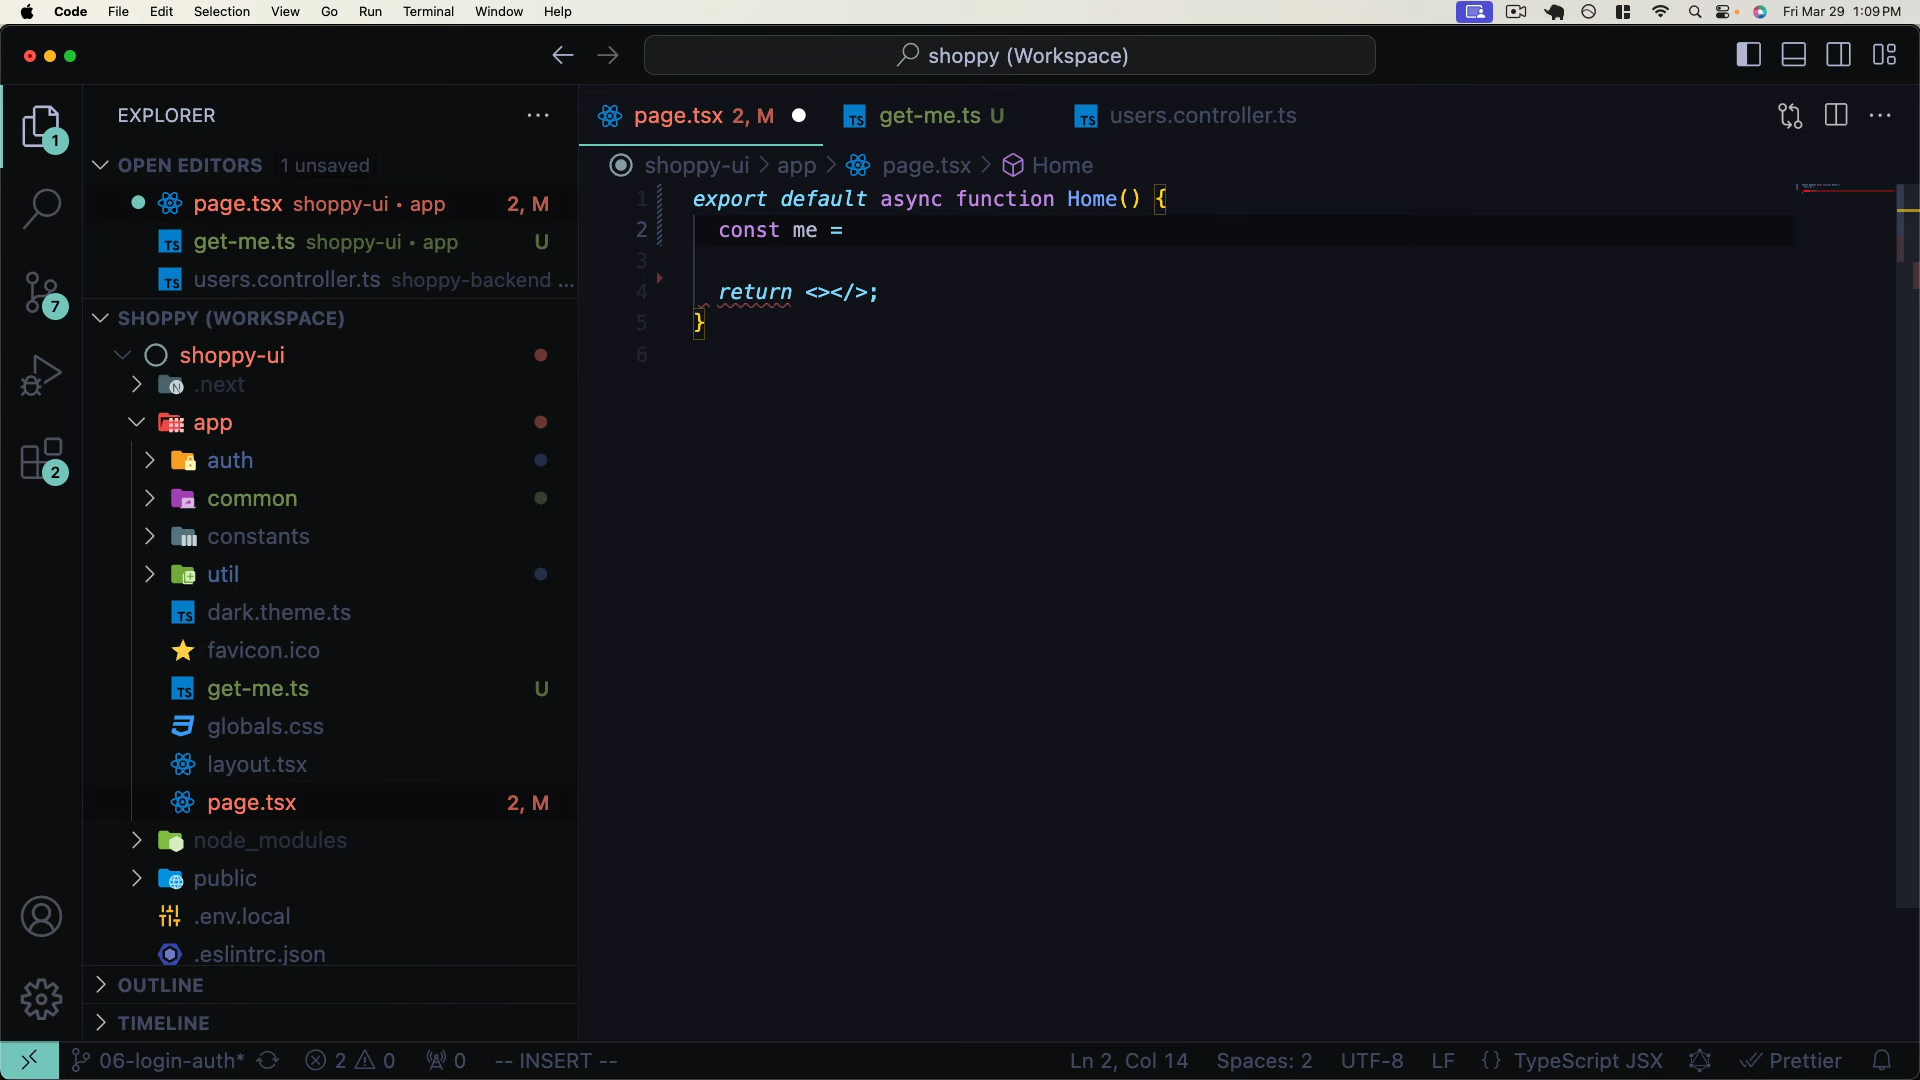 Code File Edit Selection View Go Run Terminal Window Help Fri Mar 29 1:09 PM
shoppy (Workspace)
EXPLORER
OPEN EDITORS 1 unsaved
page.tsx shoppy-ui • app 2, M
get-me.ts shoppy-ui • app U
users.controller.ts shoppy-backend ...
SHOPPY (WORKSPACE)
shoppy-ui
.next
app
auth
common
constants
util
dark.theme.ts
favicon.ico
get-me.ts U
globals.css
layout.tsx
page.tsx 2, M
node_modules
public
.env.local
.eslintrc.json
OUTLINE
TIMELINE
1
7
2
page.tsx 2, M
get-me.ts U
users.controller.ts
shoppy-ui > app > page.tsx > Home
1 export default async function Home() {
2 const me =
3
4 return <></>;
5 }
6
06-login-auth* 2 0 0 -- INSERT -- Ln 2, Col 14 Spaces: 2 UTF-8 LF {} TypeScript JSX Prettier